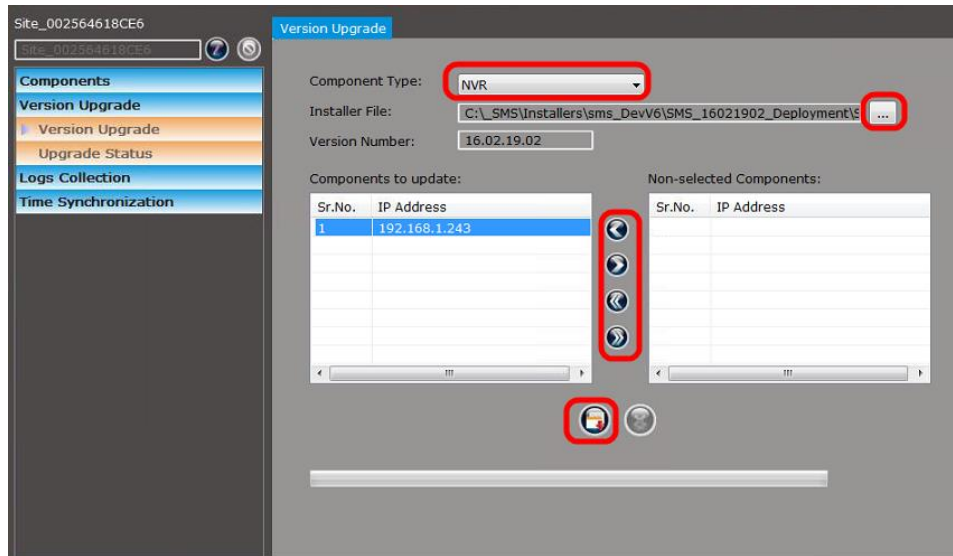 Site_002564618CE6
Site_002564618CE6
Components
Version Upgrade
Version Upgrade
Upgrade Status
Logs Collection
Time Synchronization
Version Upgrade
Component Type: NVR
Installer File: C:\_SMS\Installers\sms_DevV6\SMS_16021902_Deployment\S ...
Version Number: 16.02.19.02
Components to update: Non-selected Components:
Sr.No. IP Address Sr.No. IP Address
1 192.168.1.243